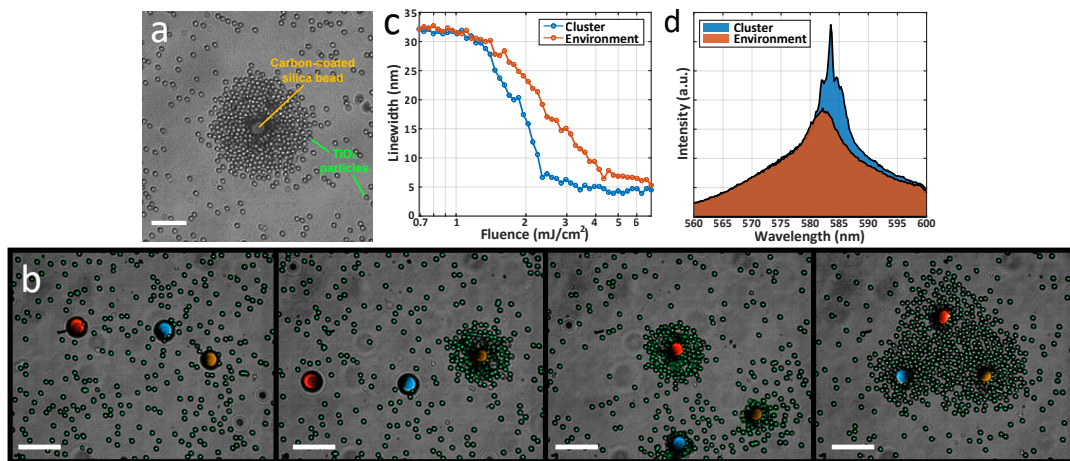 a
Carbon-coated
silica bead
TiO₂
particles
c
35
30
25
20
15
10
5
0
Linewidth (nm)
Cluster
Environment
0.7
1
2
3
4
5
6
Fluence (mJ/cm²)
d
Cluster
Environment
Intensity (a.u.)
560
565
570
575
580
585
590
595
600
Wavelength (nm)
b